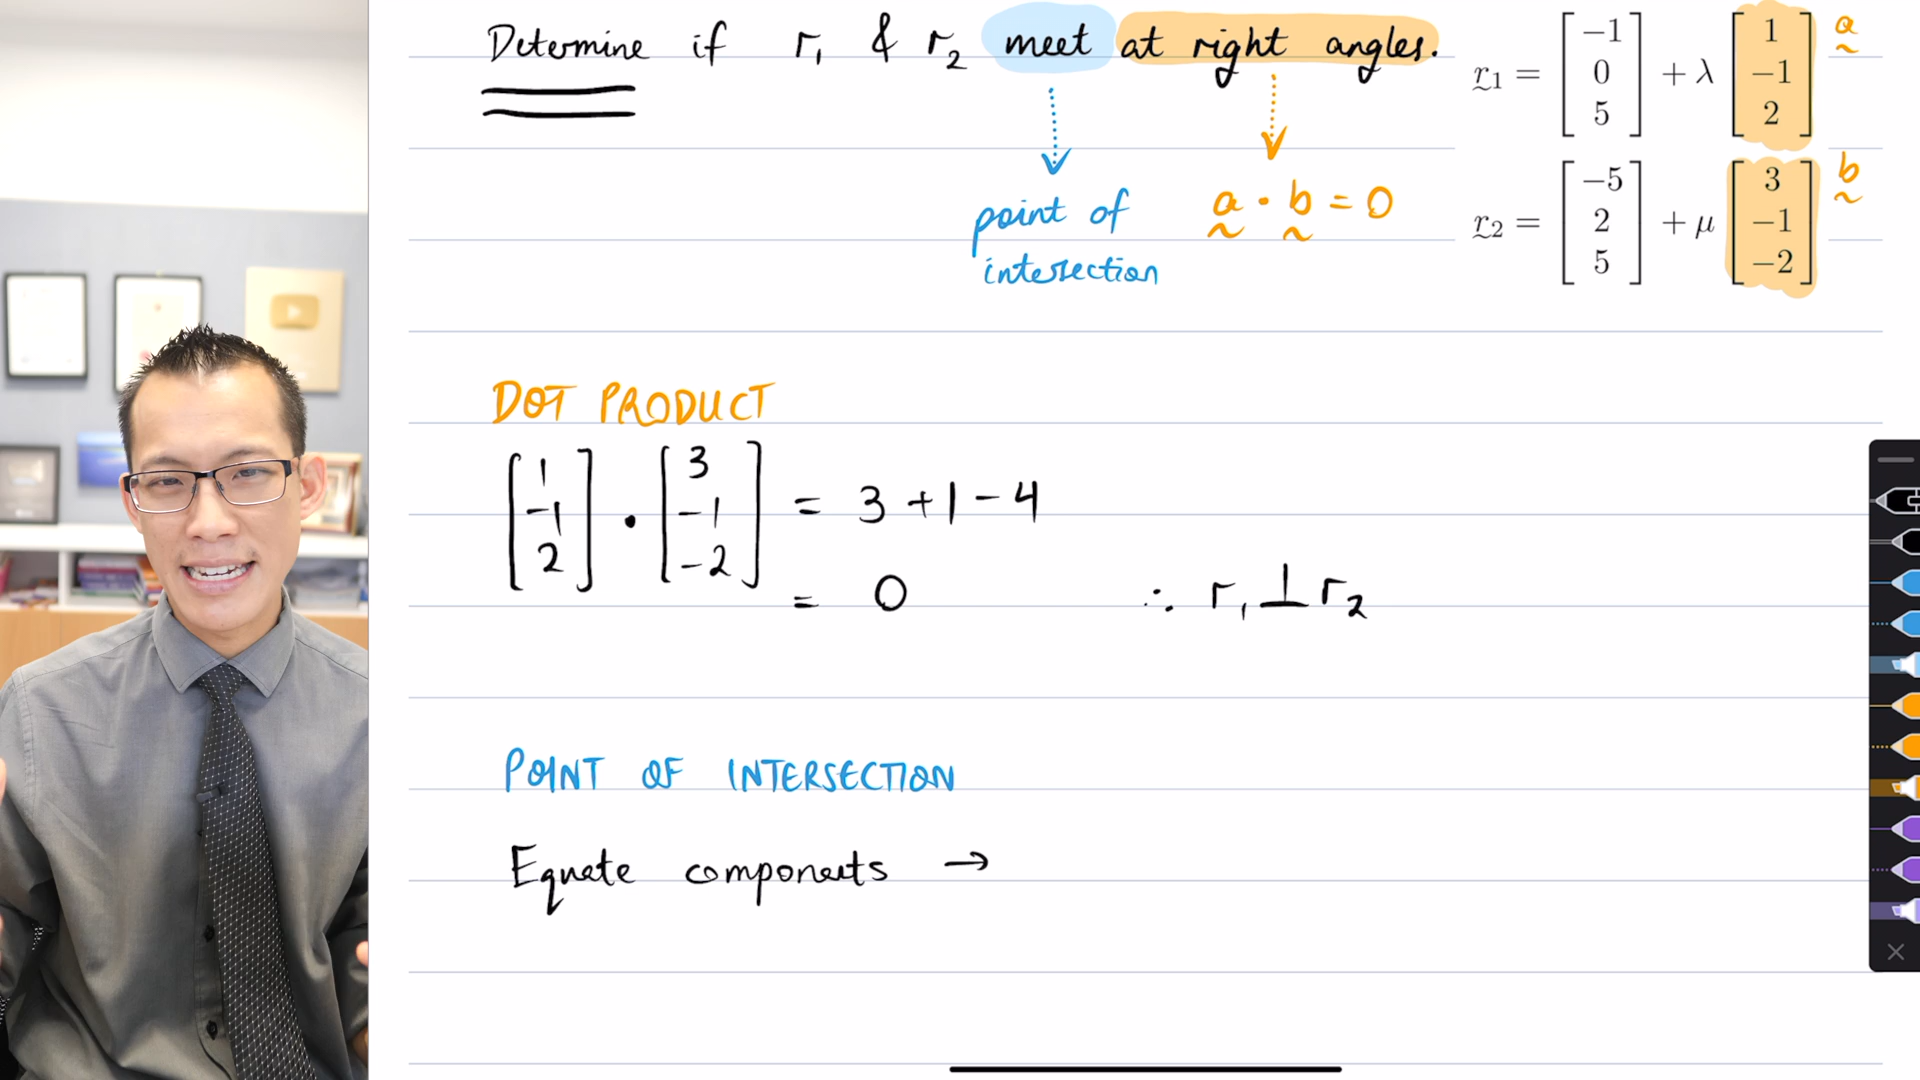 Determine if r₁ & r₂ meet at right angles.
point of intersection
a · b = 0
r1 = [−1 0 5] + λ [1 −1 2] a
r2 = [−5 2 5] + μ [3 −1 −2] b
DOT PRODUCT
[1 −1 2] · [3 −1 −2] = 3 + 1 − 4
= 0 ∴ r₁ ⊥ r₂
POINT OF INTERSECTION
Equate components →